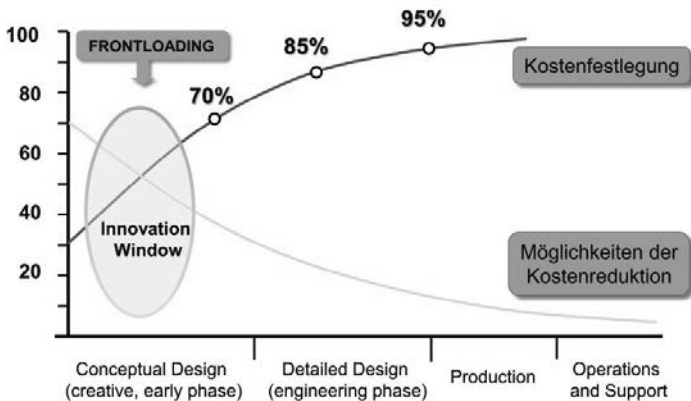 100
80
60
40
20
FRONTLOADING
70%
85%
95%
Kostenfestlegung
Innovation
Window
Möglichkeiten der
Kostenreduktion
Conceptual Design
(creative, early phase)
Detailed Design
(engineering phase)
Production
Operations
and Support